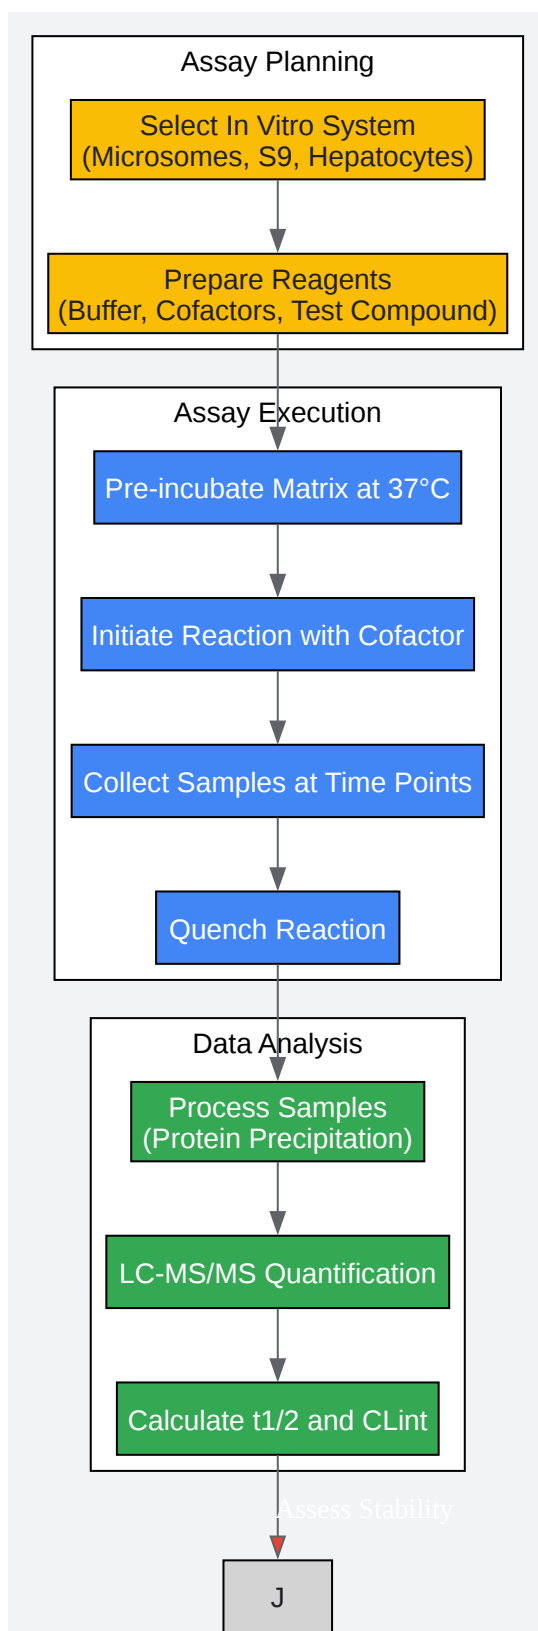 Assay Planning
Select In Vitro System
(Microsomes, S9, Hepatocytes)
Prepare Reagents
(Buffer, Cofactors, Test Compound)
Assay Execution
Pre-incubate Matrix at 37°C
Initiate Reaction with Cofactor
Collect Samples at Time Points
Quench Reaction
Data Analysis
Process Samples
(Protein Precipitation)
LC-MS/MS Quantification
Calculate t1/2 and CLint
Assess Stability
J